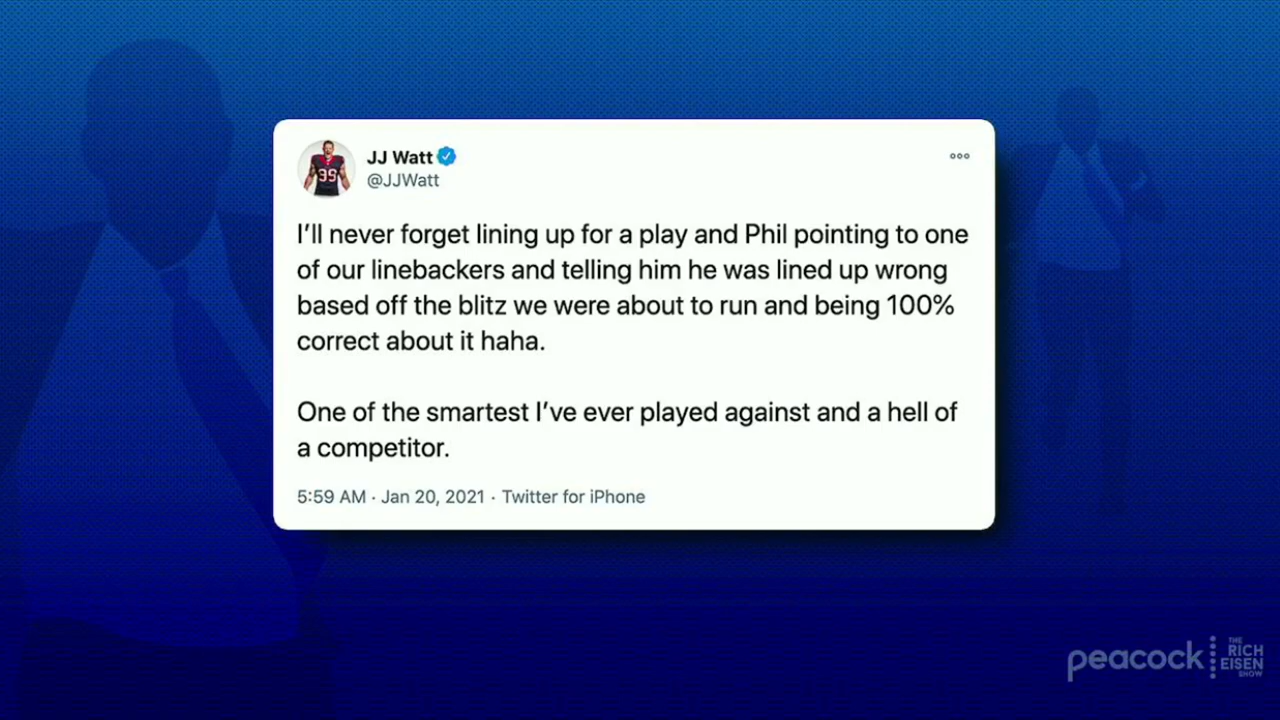 JJ Watt
@JJWatt
I'll never forget lining up for a play and Phil pointing to one
of our linebackers and telling him he was lined up wrong
based off the blitz we were about to run and being 100%
correct about it haha.
One of the smartest I've ever played against and a hell of
a competitor.
5:59 AM · Jan 20, 2021 · Twitter for iPhone
peacock
THE
RICH
EISEN
SHOW
99